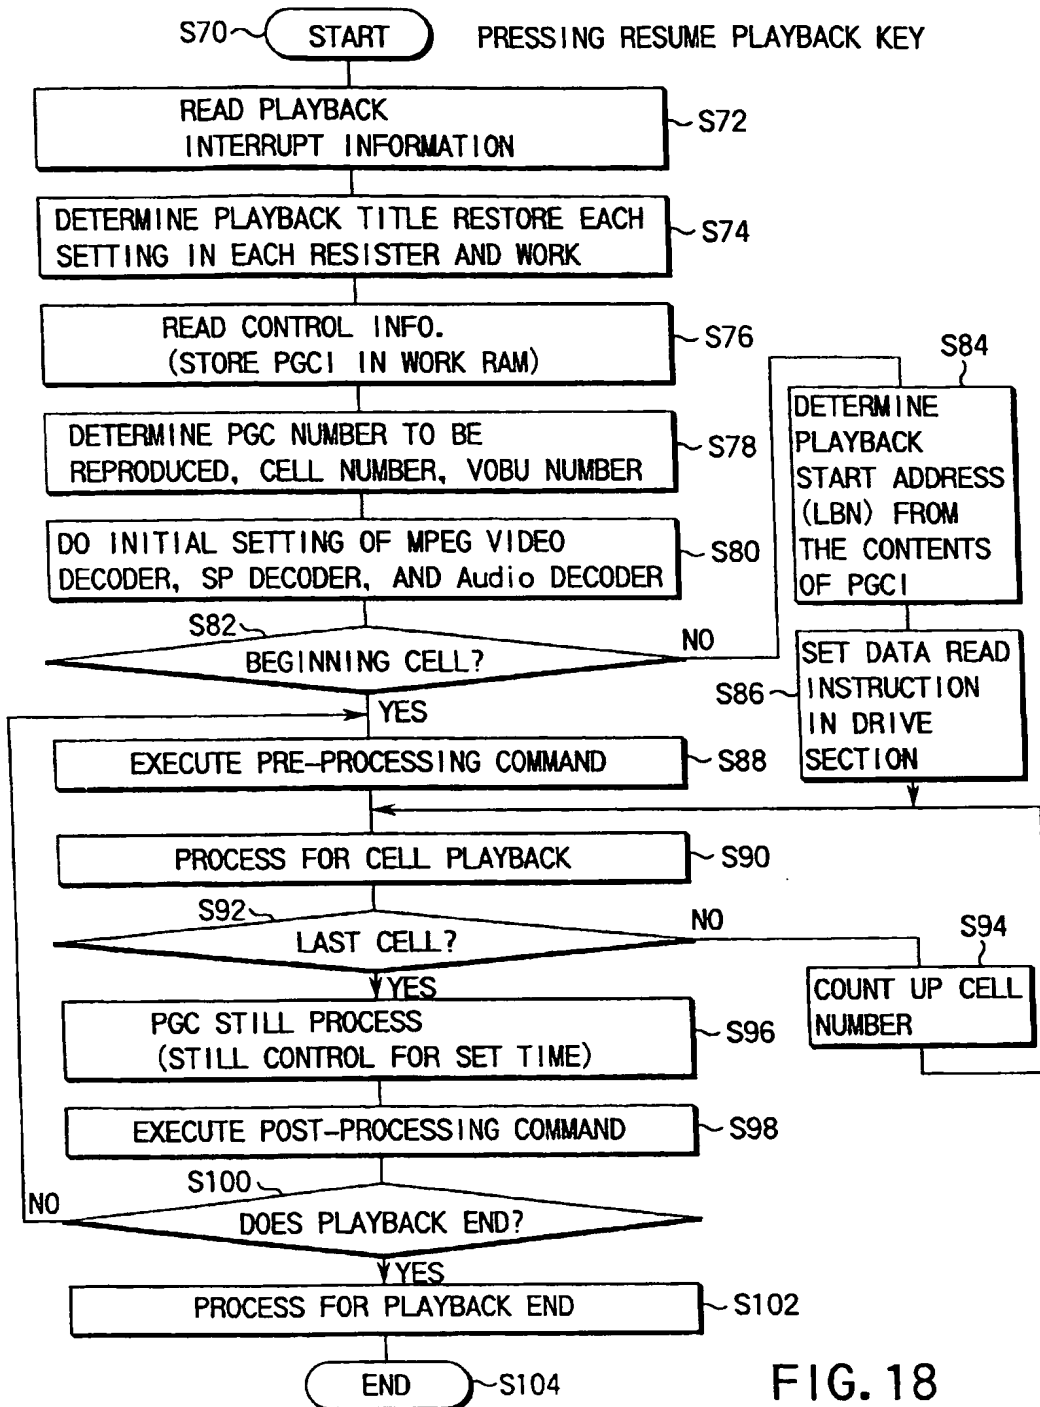 S70
START
PRESSING RESUME PLAYBACK KEY
READ PLAYBACK
INTERRUPT INFORMATION
S72
DETERMINE PLAYBACK TITLE RESTORE EACH
SETTING IN EACH RESISTER AND WORK
S74
READ CONTROL INFO.
(STORE PGCI IN WORK RAM)
S76
DETERMINE PGC NUMBER TO BE
REPRODUCED, CELL NUMBER, VOBU NUMBER
S78
DO INITIAL SETTING OF MPEG VIDEO
DECODER, SP DECODER, AND Audio DECODER
S80
S82
BEGINNING CELL?
NO
YES
S84
DETERMINE
PLAYBACK
START ADDRESS
(LBN) FROM
THE CONTENTS
OF PGCI
S86
SET DATA READ
INSTRUCTION
IN DRIVE
SECTION
EXECUTE PRE-PROCESSING COMMAND
S88
PROCESS FOR CELL PLAYBACK
S90
S92
LAST CELL?
NO
YES
S94
COUNT UP CELL
NUMBER
PGC STILL PROCESS
(STILL CONTROL FOR SET TIME)
S96
EXECUTE POST-PROCESSING COMMAND
S98
S100
NO
DOES PLAYBACK END?
YES
PROCESS FOR PLAYBACK END
S102
END
S104
FIG. 18